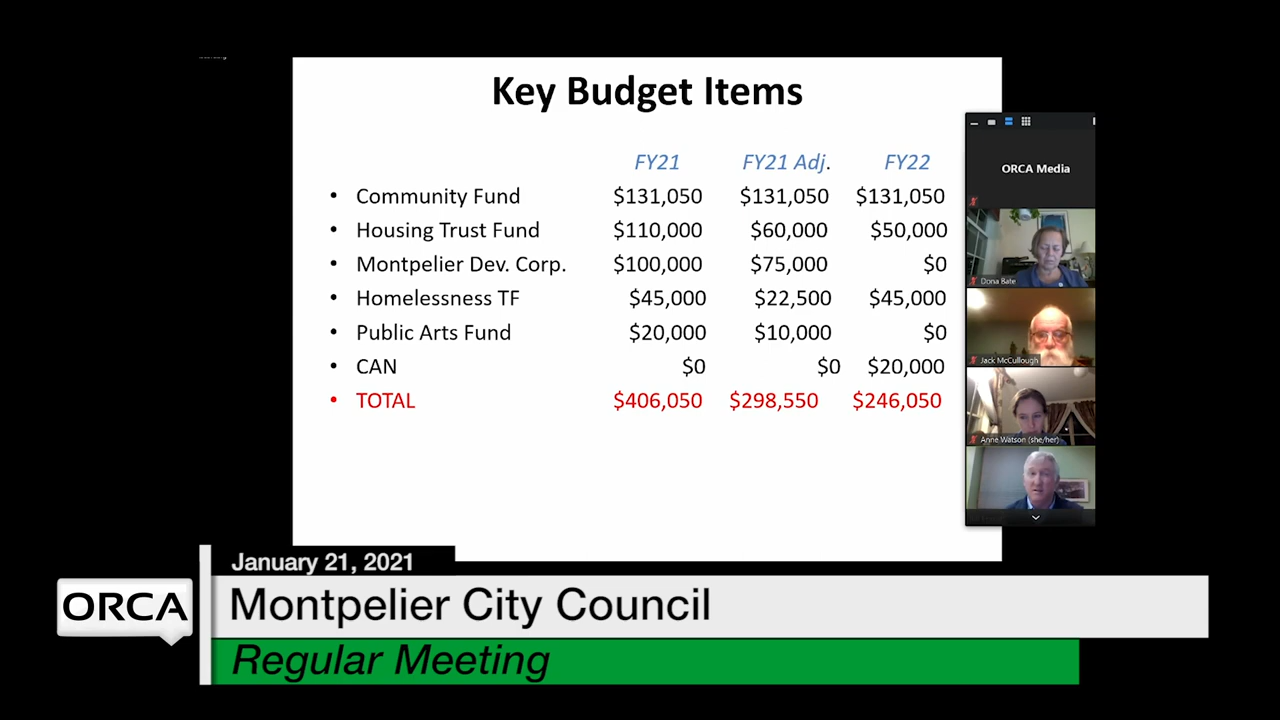 Key Budget Items
FY21 FY21 Adj. FY22
• Community Fund $131,050 $131,050 $131,050
• Housing Trust Fund $110,000 $60,000 $50,000
• Montpelier Dev. Corp. $100,000 $75,000 $0
• Homelessness TF $45,000 $22,500 $45,000
• Public Arts Fund $20,000 $10,000 $0
• CAN $0 $0 $20,000
• TOTAL $406,050 $298,550 $246,050
ORCA Media
Dona Bate
Jack McCullough
Anne Watson (she/her)
January 21, 2021
ORCA
Montpelier City Council
Regular Meeting